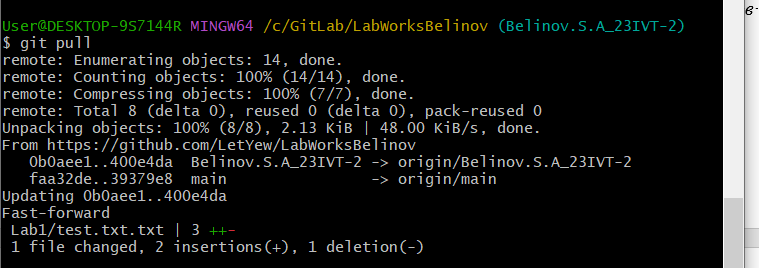 в-
User@DESKTOP-9S7144R MINGW64 /c/GitLab/LabWorksBelinov (Belinov.S.A_23IVT-2)
$ git pull
remote: Enumerating objects: 14, done.
remote: Counting objects: 100% (14/14), done.
remote: Compressing objects: 100% (7/7), done.
remote: Total 8 (delta 0), reused 0 (delta 0), pack-reused 0
Unpacking objects: 100% (8/8), 2.13 KiB | 48.00 KiB/s, done.
From https://github.com/LetYew/LabWorksBelinov
   0b0aee1..400e4da  Belinov.S.A_23IVT-2 -> origin/Belinov.S.A_23IVT-2
   faa32de..39379e8  main                -> origin/main
Updating 0b0aee1..400e4da
Fast-forward
 Lab1/test.txt.txt | 3 ++-
 1 file changed, 2 insertions(+), 1 deletion(-)